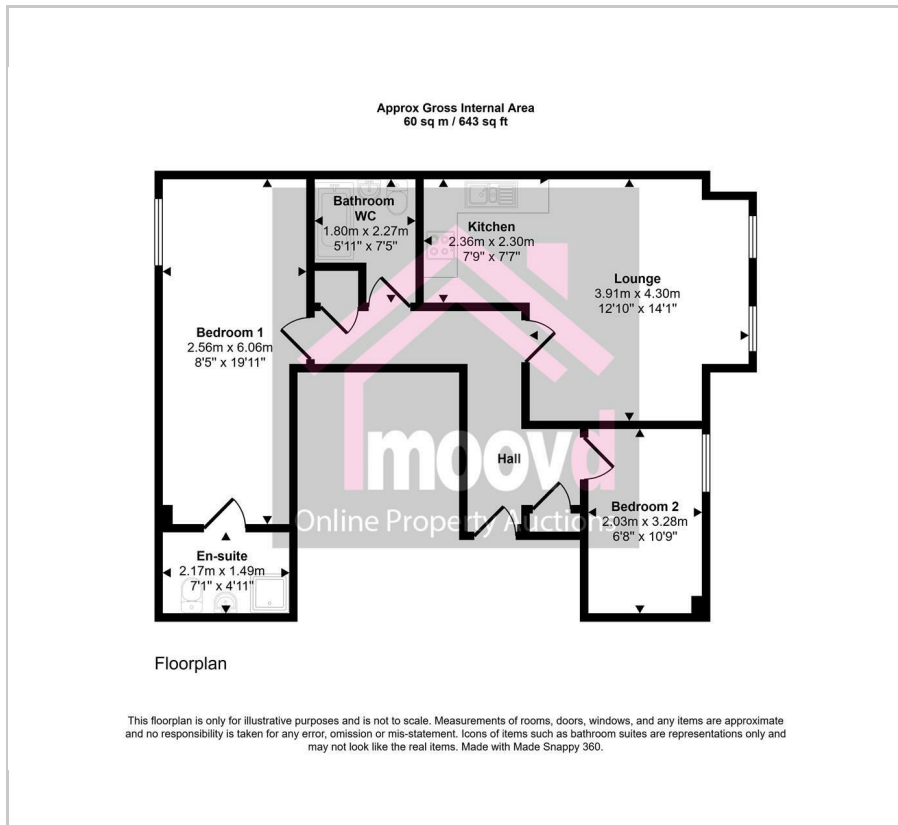 Approx Gross Internal Area
60 sq m / 643 sq ft
Bathroom
WC
1.80m x 2.27m
5'11" x 7'5"
Kitchen
2.36m x 2.30m
7'9" x 7'7"
Lounge
3.91m x 4.30m
12'10" x 14'1"
Bedroom 1
2.56m x 6.06m
8'5" x 19'11"
Hall
moovd
Online Property Auctions
Bedroom 2
2.03m x 3.28m
6'8" x 10'9"
En-suite
2.17m x 1.49m
7'1" x 4'11"
Floorplan
This floorplan is only for illustrative purposes and is not to scale. Measurements of rooms, doors, windows, and any items are approximate
and no responsibility is taken for any error, omission or mis-statement. Icons of items such as bathroom suites are representations only and
may not look like the real items. Made with Made Snappy 360.